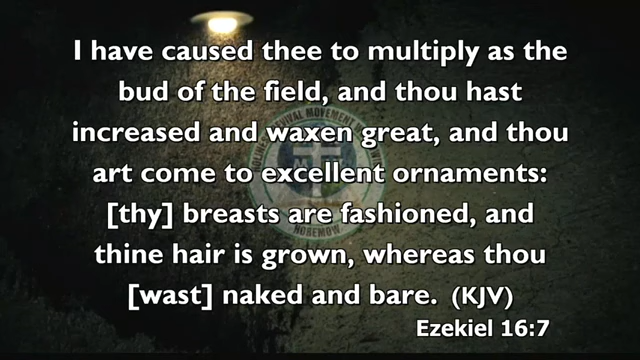 I have caused thee to multiply as the
bud of the field, and thou hast
increased and waxen great, and thou
art come to excellent ornaments:
[thy] breasts are fashioned, and
thine hair is grown, whereas thou
[wast] naked and bare. (KJV)
Ezekiel 16:7
HOREMOW